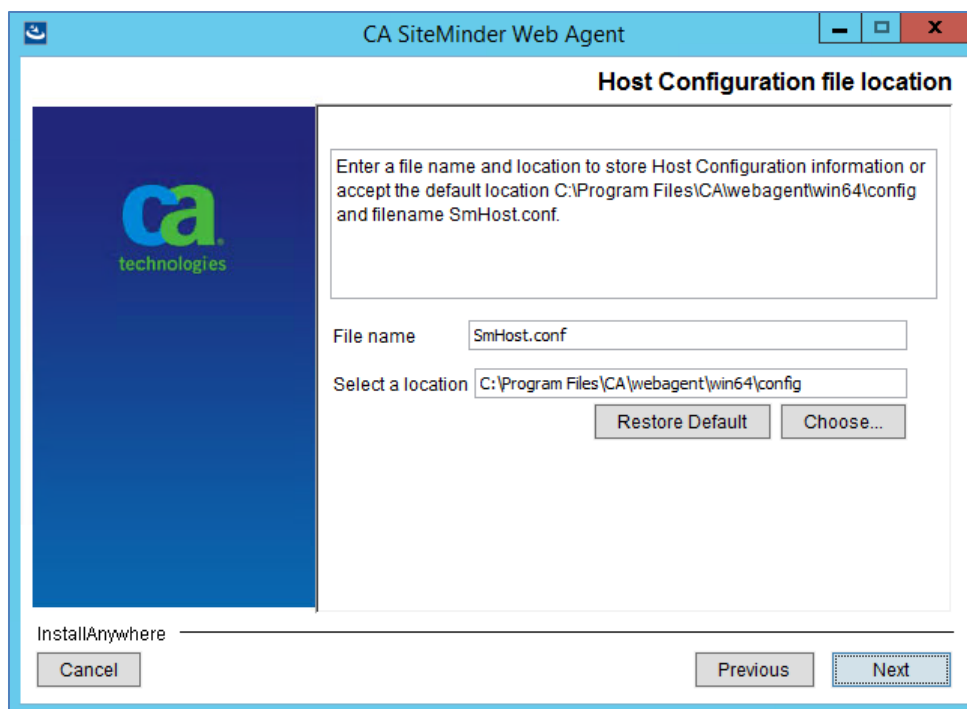 CA SiteMinder Web Agent
Host Configuration file location
ca
technologies
Enter a file name and location to store Host Configuration information or
accept the default location C:\Program Files\CA\webagent\win64\config
and filename SmHost.conf.
File name SmHost.conf
Select a location C:\Program Files\CA\webagent\win64\config
Restore Default Choose...
InstallAnywhere
Cancel Previous Next